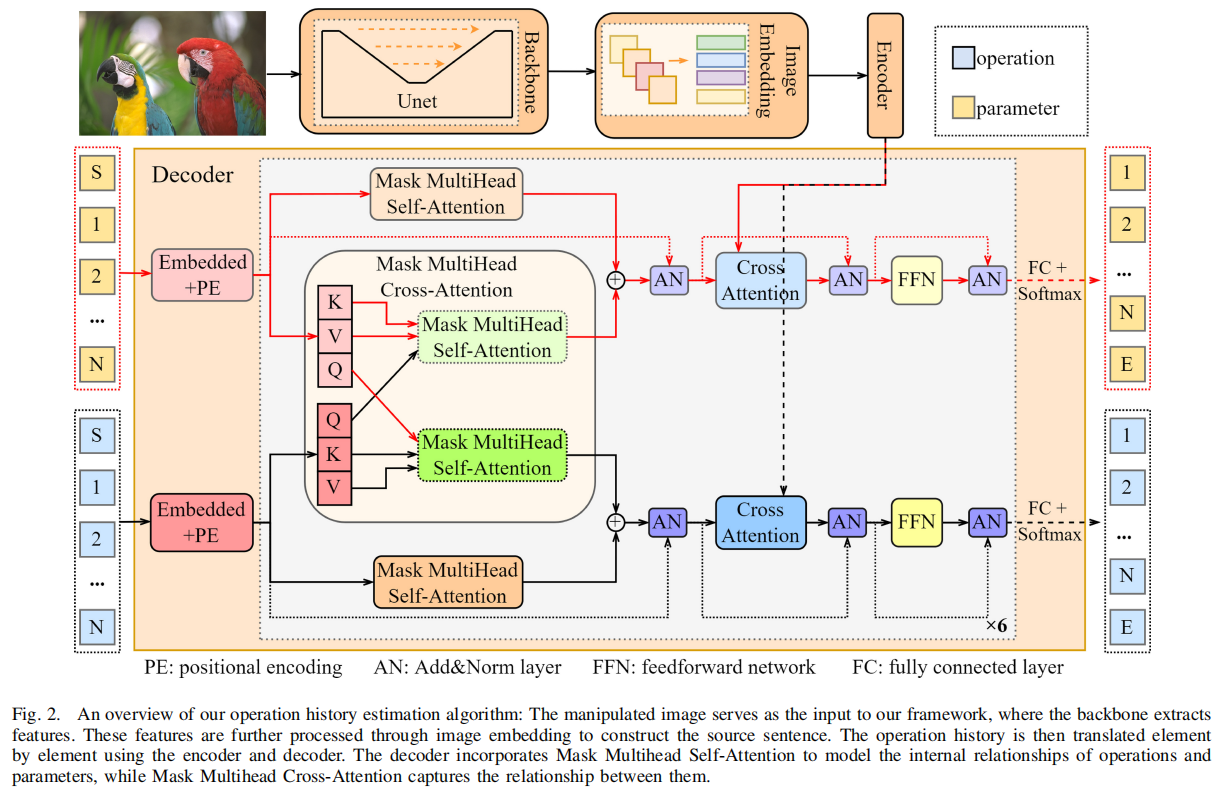 Unet
Backbone
Image
Embedding
Encoder
operation
parameter
Decoder
S
1
2
...
N
Embedded
+PE
Mask MultiHead
Self-Attention
Mask MultiHead
Cross-Attention
K
V
Q
Mask MultiHead
Self-Attention
AN
Cross
Attention
AN
FFN
AN
FC +
Softmax
1
2
...
N
E
S
1
2
...
N
Embedded
+PE
Q
K
V
Mask MultiHead
Self-Attention
Mask MultiHead
Self-Attention
AN
Cross
Attention
AN
FFN
AN
FC +
Softmax
×6
1
2
...
N
E
PE: positional encoding AN: Add&Norm layer FFN: feedforward network FC: fully connected layer
Fig. 2. An overview of our operation history estimation algorithm: The manipulated image serves as the input to our framework, where the backbone extracts
features. These features are further processed through image embedding to construct the source sentence. The operation history is then translated element
by element using the encoder and decoder. The decoder incorporates Mask Multihead Self-Attention to model the internal relationships of operations and
parameters, while Mask Multihead Cross-Attention captures the relationship between them.